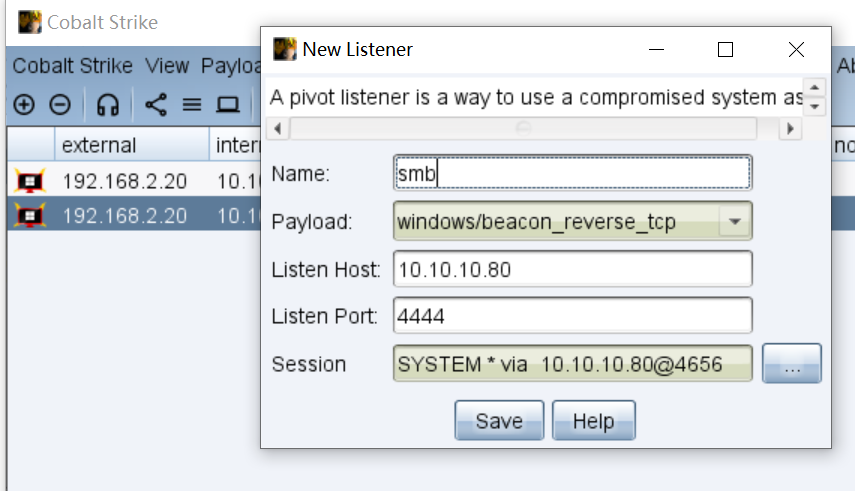 Cobalt Strike
New Listener
Cobalt Strike View Payloa
Ab
A pivot listener is a way to use a compromised system as
external
inter
no
Name:
smb
192.168.2.20
10.1
Payload:
windows/beacon_reverse_tcp
192.168.2.20
10.1
Listen Host:
10.10.10.80
Listen Port:
4444
Session
SYSTEM * via 10.10.10.80@4656
...
Save
Help